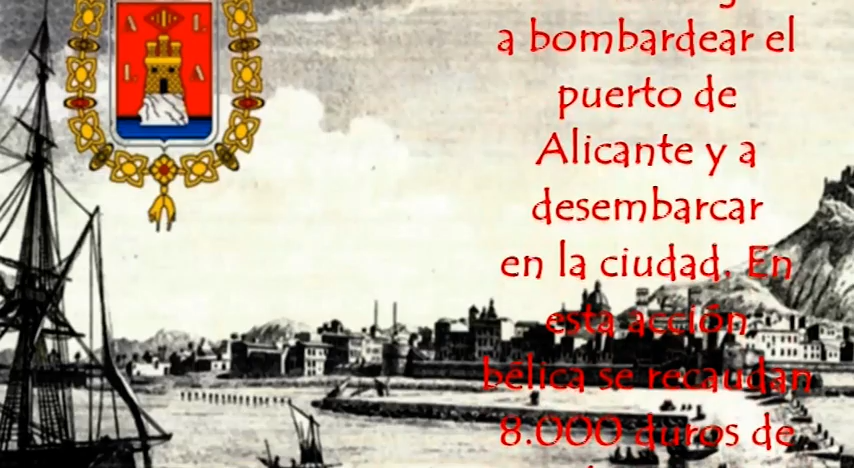 A L
L A
a bombardear el
puerto de
Alicante y a
desembarcar
en la ciudad. En
esta acción
bélica se recaudan
8.000 duros de